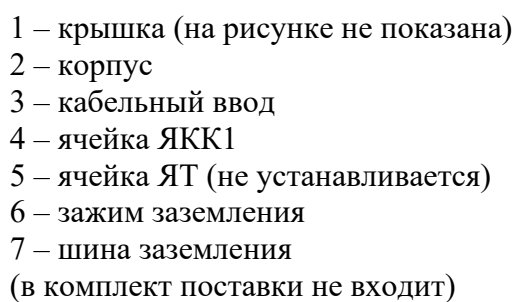 1 – крышка (на рисунке не показана)
2 – корпус
3 – кабельный ввод
4 – ячейка ЯКК1
5 – ячейка ЯТ (не устанавливается)
6 – зажим заземления
7 – шина заземления
(в комплект поставки не входит)